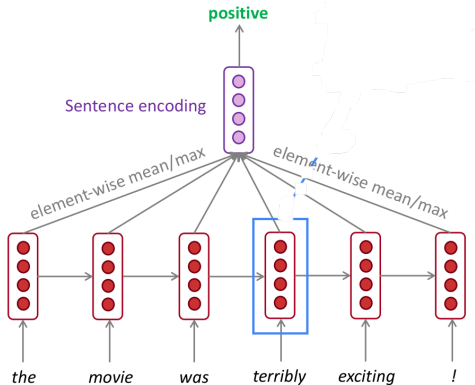 positive
Sentence encoding
element-wise mean/max
element-wise mean/max
the movie was terribly exciting !